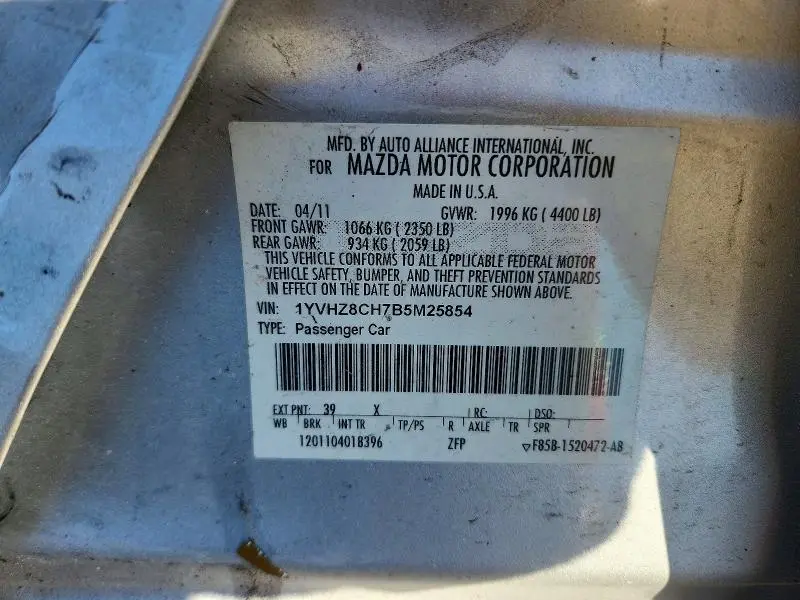 MFD. BY AUTO ALLIANCE INTERNATIONAL, INC.
FOR MAZDA MOTOR CORPORATION
MADE IN U.S.A.
DATE: 04/11 GVWR: 1996 KG ( 4400 LB)
FRONT GAWR: 1066 KG ( 2350 LB)
REAR GAWR: 934 KG ( 2059 LB)
THIS VEHICLE CONFORMS TO ALL APPLICABLE FEDERAL MOTOR
VEHICLE SAFETY, BUMPER, AND THEFT PREVENTION STANDARDS
IN EFFECT ON THE DATE OF MANUFACTURE SHOWN ABOVE.
VIN: 1YVHZ8CH7B5M25854
TYPE: Passenger Car
EXT PNT: 39 X RC: DSO:
WB BRK INT TR TP/PS R AXLE TR SPR
1201104018396 ZFP ▽F85B-1520472-AB